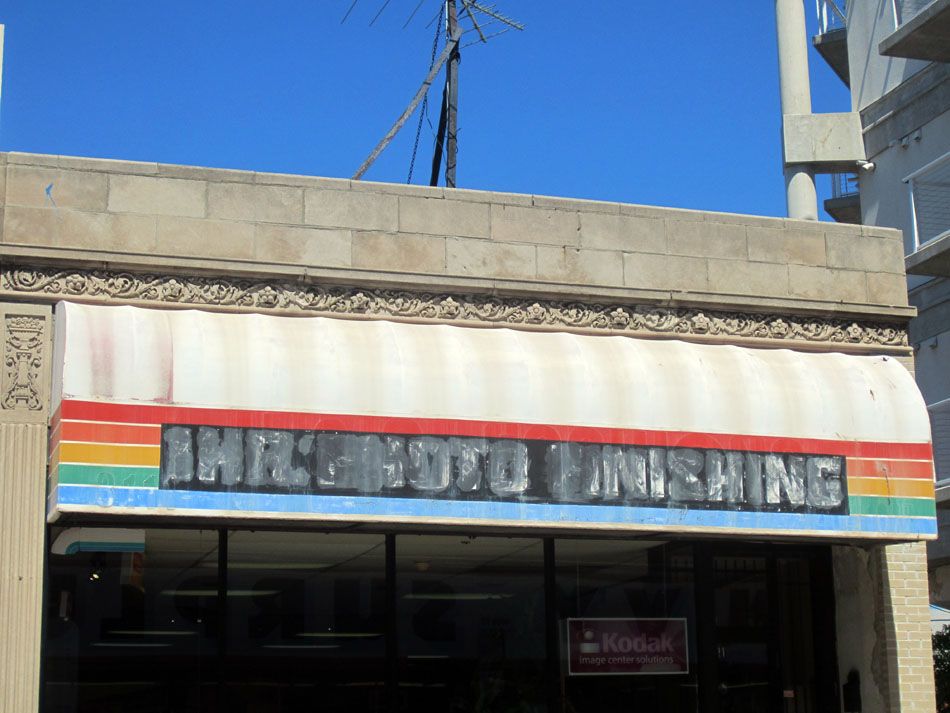 1HR. PHOTO FINISHING
Kodak
image center solutions